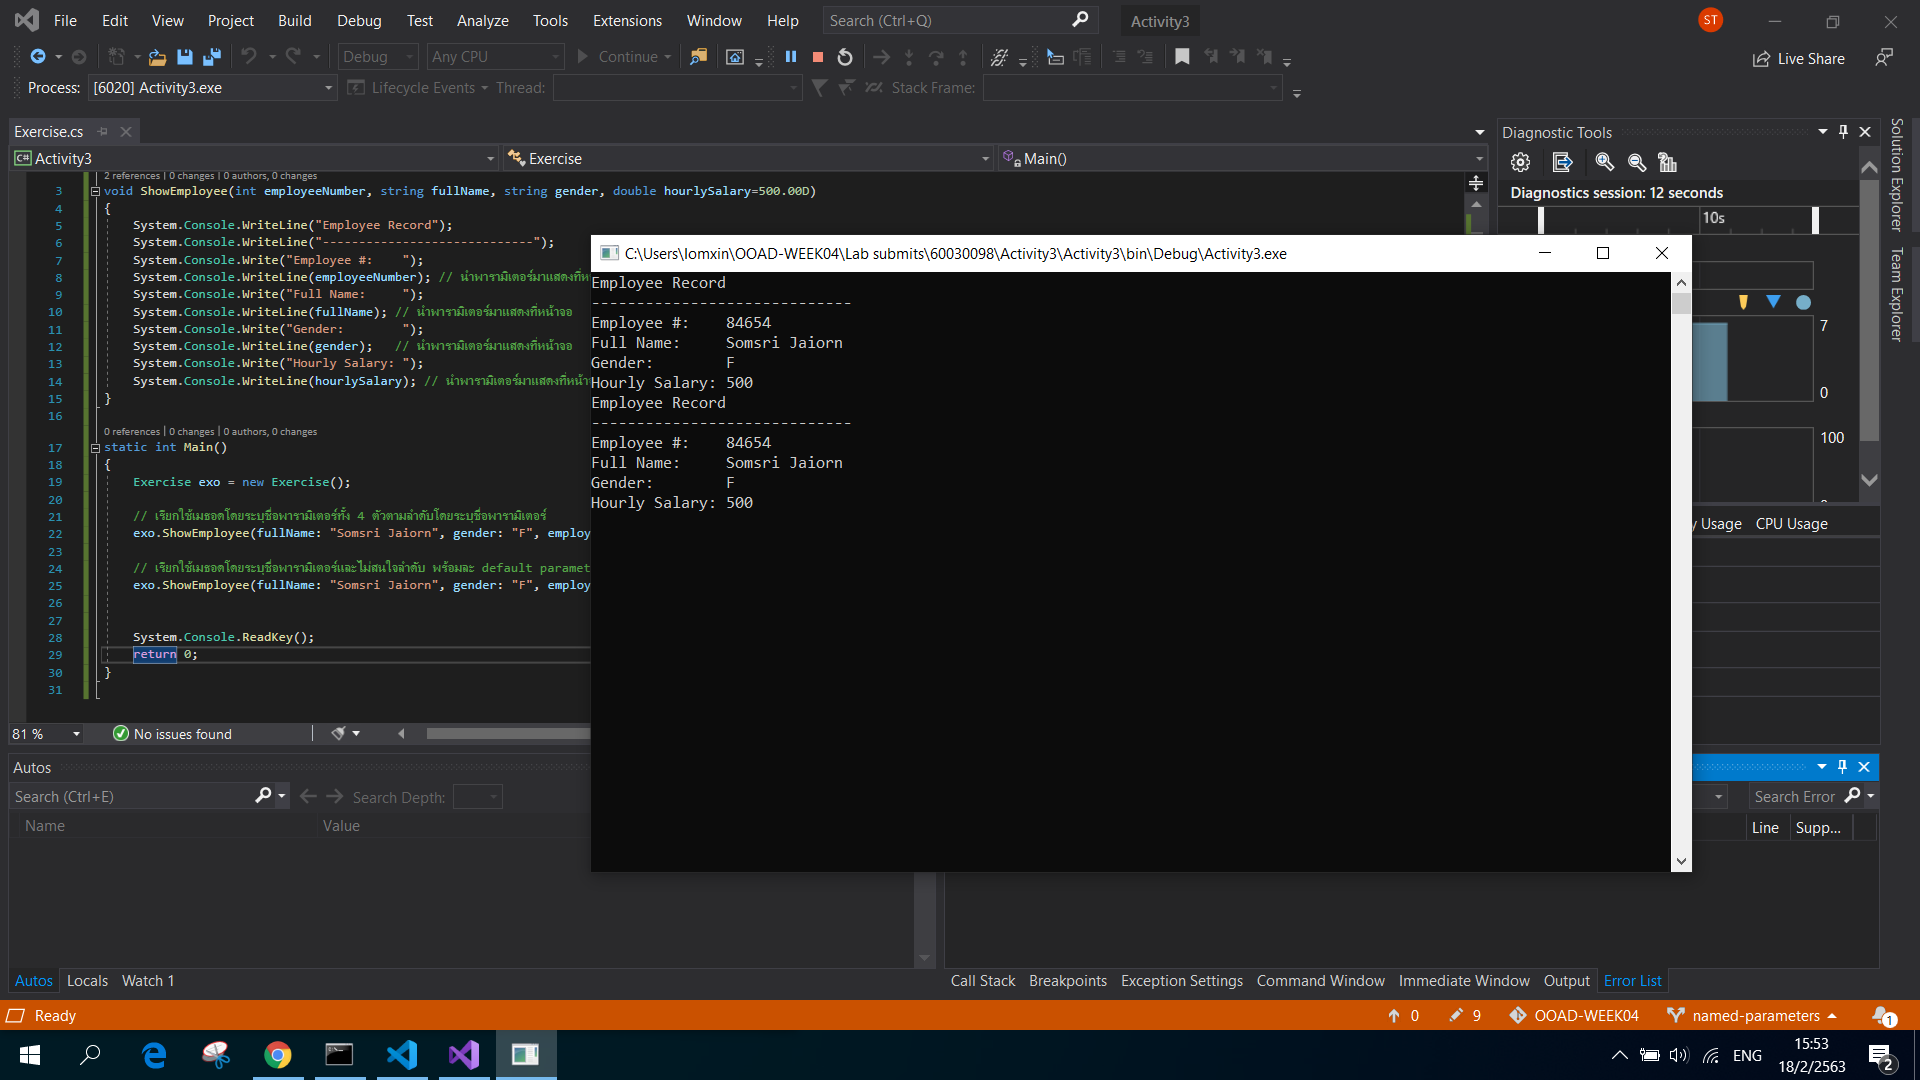 File Edit View Project Build Debug Test Analyze Tools Extensions Window Help Search (Ctrl+Q) Activity3 ST
Debug Any CPU Continue Live Share
Process: [6020] Activity3.exe Lifecycle Events Thread: Stack Frame:
Exercise.cs
Activity3 Exercise Main()
2 references | 0 changes | 0 authors, 0 changes
3 void ShowEmployee(int employeeNumber, string fullName, string gender, double hourlySalary=500.00D)
4 {
5 System.Console.WriteLine("Employee Record");
6 System.Console.WriteLine("-----------------------------");
7 System.Console.Write("Employee #:    ");
8 System.Console.WriteLine(employeeNumber); // นำพารามิเตอร์มาแสดงที่หน้า
9 System.Console.Write("Full Name:     ");
10 System.Console.WriteLine(fullName); // นำพารามิเตอร์มาแสดงที่หน้าจอ
11 System.Console.Write("Gender:        ");
12 System.Console.WriteLine(gender);   // นำพารามิเตอร์มาแสดงที่หน้าจอ
13 System.Console.Write("Hourly Salary: ");
14 System.Console.WriteLine(hourlySalary); // นำพารามิเตอร์มาแสดงที่หน้า
15 }
16
0 references | 0 changes | 0 authors, 0 changes
17 static int Main()
18 {
19 Exercise exo = new Exercise();
20
21 // เรียกใช้เมธอดโดยระบุชื่อพารามิเตอร์ทั้ง 4 ตัวตามลำดับโดยระบุชื่อพารามิเตอร์
22 exo.ShowEmployee(fullName: "Somsri Jaiorn", gender: "F", employ
23
24 // เรียกใช้เมธอดโดยระบุชื่อพารามิเตอร์และไม่สนใจลำดับ พร้อมละ default paramet
25 exo.ShowEmployee(fullName: "Somsri Jaiorn", gender: "F", employ
26
27
28 System.Console.ReadKey();
29 return 0;
30 }
31
81 % No issues found
C:\Users\Iomxin\OOAD-WEEK04\Lab submits\60030098\Activity3\Activity3\bin\Debug\Activity3.exe
Employee Record
-----------------------------
Employee #:    84654
Full Name:     Somsri Jaiorn
Gender:        F
Hourly Salary: 500
Employee Record
-----------------------------
Employee #:    84654
Full Name:     Somsri Jaiorn
Gender:        F
Hourly Salary: 500
Diagnostic Tools
Diagnostics session: 12 seconds
10s
7
0
100
y Usage CPU Usage
Solution Explorer
Team Explorer
Autos
Search (Ctrl+E) Search Depth:
Name Value
Search Error
Line Supp...
Autos Locals Watch 1
Call Stack Breakpoints Exception Settings Command Window Immediate Window Output Error List
Ready 0 9 OOAD-WEEK04 named-parameters 1
ENG 15:53
18/2/2563 2